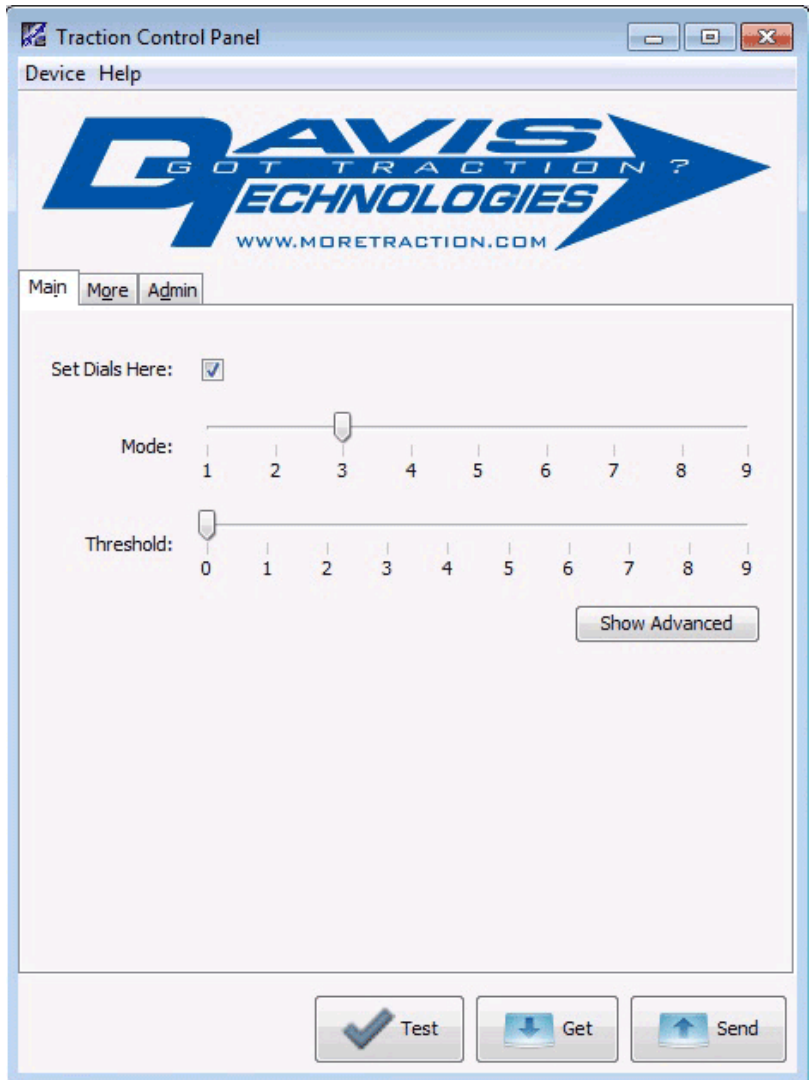 Traction Control Panel
Device Help
DAVIS
GOT TRACTION ?
TECHNOLOGIES
WWW.MORETRACTION.COM
Main More Admin
Set Dials Here:
Mode:
1 2 3 4 5 6 7 8 9
Threshold:
0 1 2 3 4 5 6 7 8 9
Show Advanced
Test Get Send